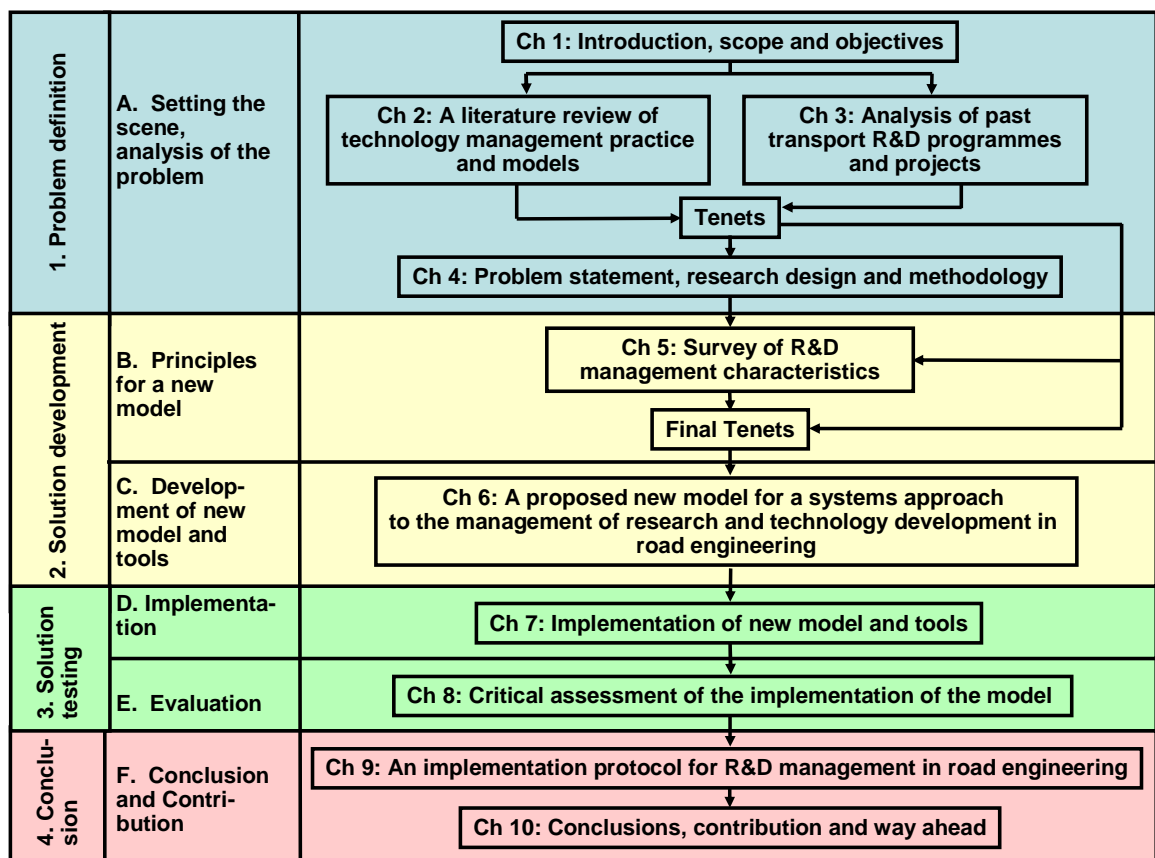 1. Problem definition
A. Setting the
scene,
analysis of the
problem
Ch 1: Introduction, scope and objectives
Ch 2: A literature review of
technology management practice
and models
Ch 3: Analysis of past
transport R&D programmes
and projects
Tenets
Ch 4: Problem statement, research design and methodology
2. Solution development
B. Principles
for a new
model
Ch 5: Survey of R&D
management characteristics
Final Tenets
C. Develop-
ment of new
model and
tools
Ch 6: A proposed new model for a systems approach
to the management of research and technology development in
road engineering
3. Solution
testing
D. Implementa-
tion
Ch 7: Implementation of new model and tools
E. Evaluation
Ch 8: Critical assessment of the implementation of the model
4. Conclu-
sion
F. Conclusion
and Contri-
bution
Ch 9: An implementation protocol for R&D management in road engineering
Ch 10: Conclusions, contribution and way ahead